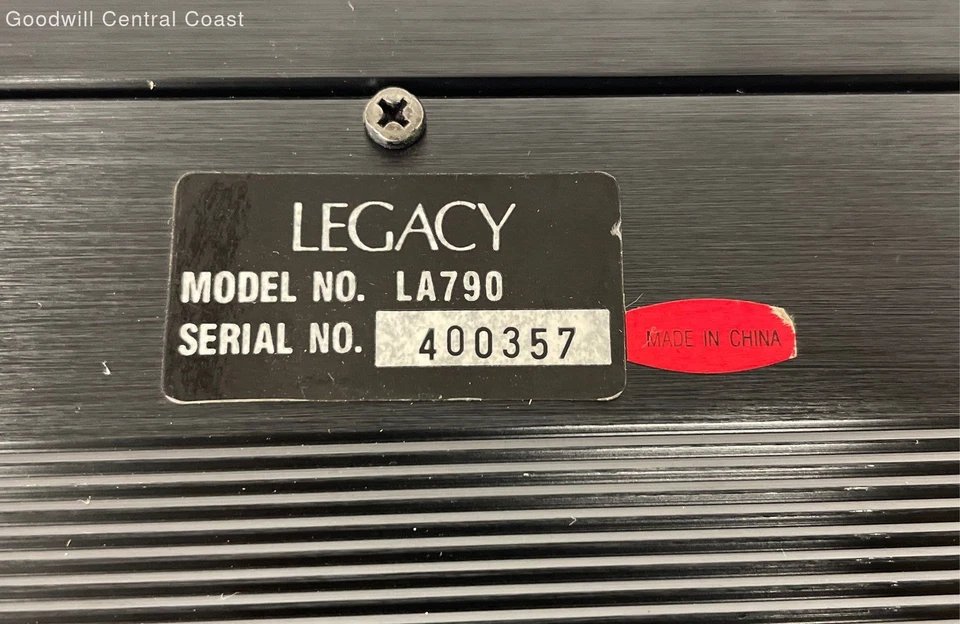 Goodwill Central Coast
LEGACY
MODEL NO. LA790
SERIAL NO. 400357
MADE IN CHINA